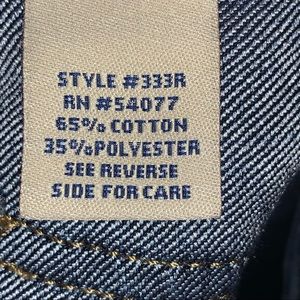 STYLE #333R
RN #54077
65% COTTON
35%POLYESTER
SEE REVERSE
SIDE FOR CARE